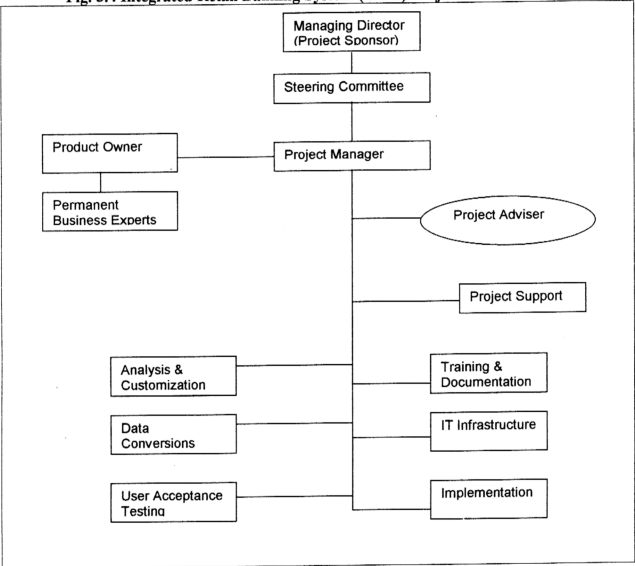 Managing Director
(Project Sponsor)
Steering Committee
Product Owner
Project Manager
Permanent
Business Experts
Project Adviser
Project Support
Analysis &
Customization
Training &
Documentation
Data
Conversions
IT Infrastructure
User Acceptance
Testing
Implementation